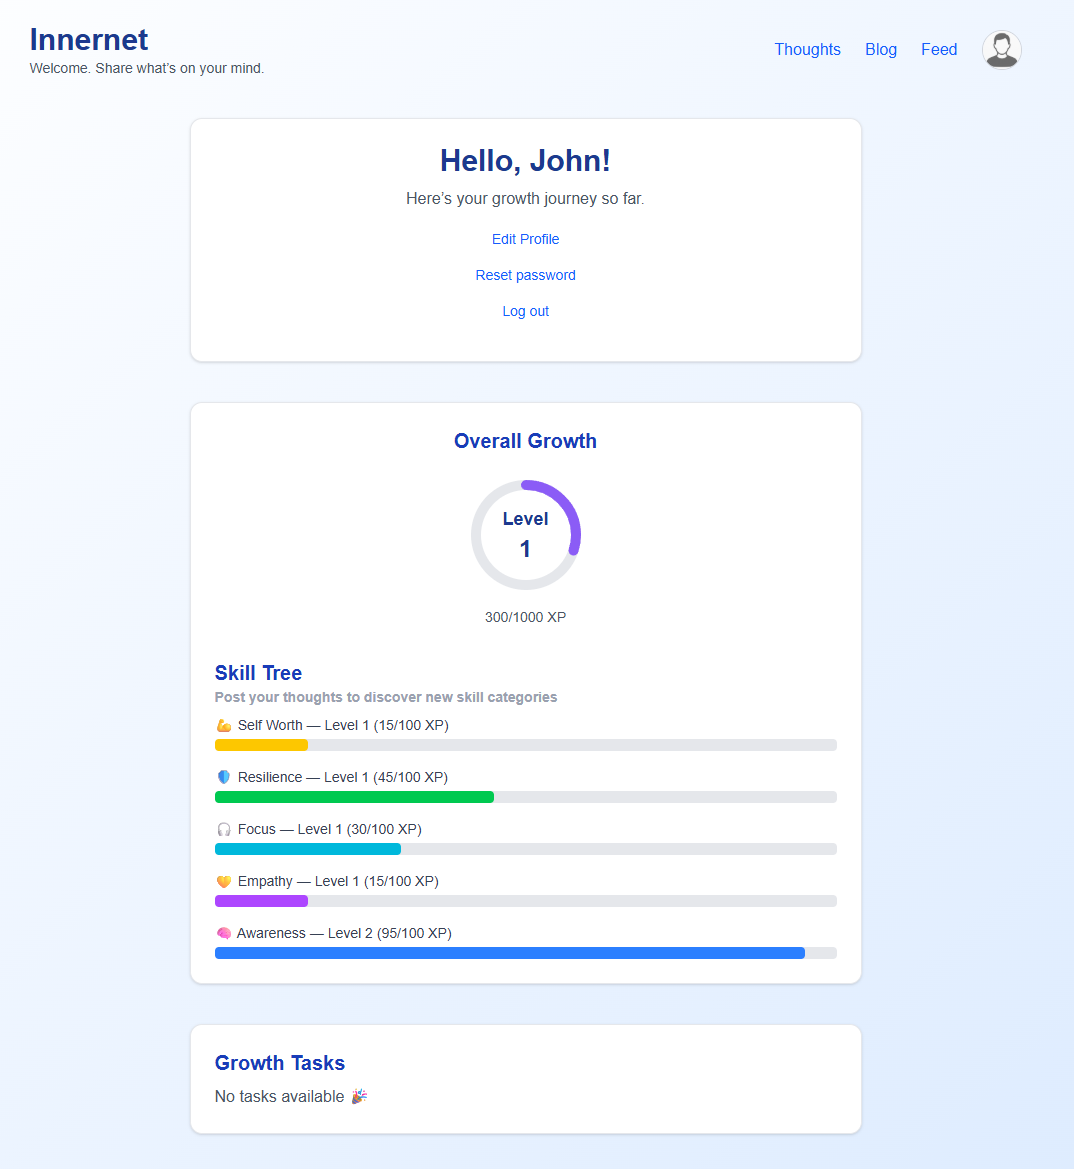 Innernet
Welcome. Share what’s on your mind.
Thoughts Blog Feed
Hello, John!
Here’s your growth journey so far.
Edit Profile
Reset password
Log out
Overall Growth
Level
1
300/1000 XP
Skill Tree
Post your thoughts to discover new skill categories
💪 Self Worth — Level 1 (15/100 XP)
🛡️ Resilience — Level 1 (45/100 XP)
🎧 Focus — Level 1 (30/100 XP)
💛 Empathy — Level 1 (15/100 XP)
🧠 Awareness — Level 2 (95/100 XP)
Growth Tasks
No tasks available 🎉